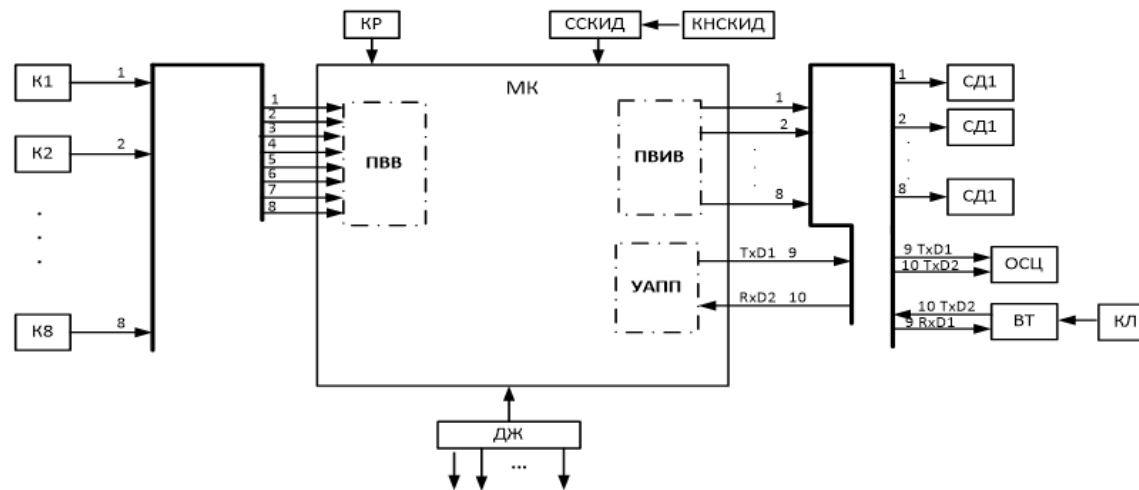 КР
ССКИД
КНСКИД
МК
К1
1
К2
2
К8
8
1
2
3
4
5
6
7
8
ПВВ
ПВИВ
1
2
8
УАПП
TxD1 9
RxD2 10
1
СД1
2
СД1
8
СД1
9 TxD1
10 TxD2
ОСЦ
10 TxD2
9 RxD1
ВТ
КЛ
ДЖ
...